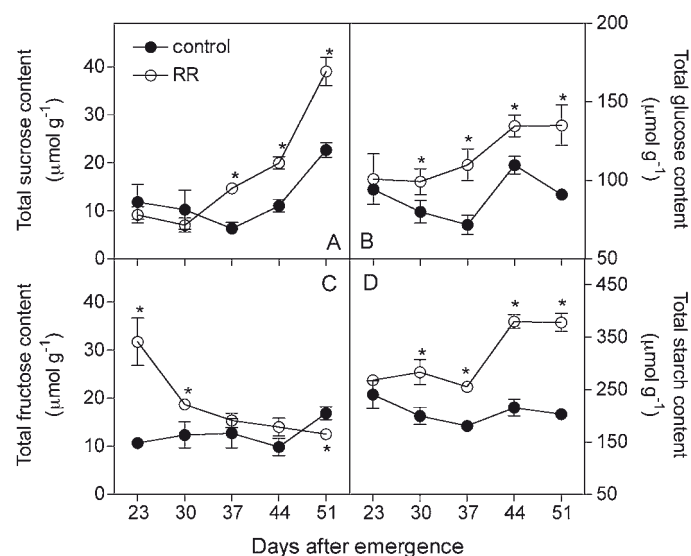 control
RR
Total sucrose content
(μmol g⁻¹)
40
30
20
10
0
*
*
*
A
200
150
100
50
Total glucose content
(μmol g⁻¹)
*
*
*
*
B
Total fructose content
(μmol g⁻¹)
40
30
20
10
0
*
*
*
C
D
*
*
*
*
450
350
250
150
50
Total starch content
(μmol g⁻¹)
23 30 37 44 51 23 30 37 44 51
Days after emergence